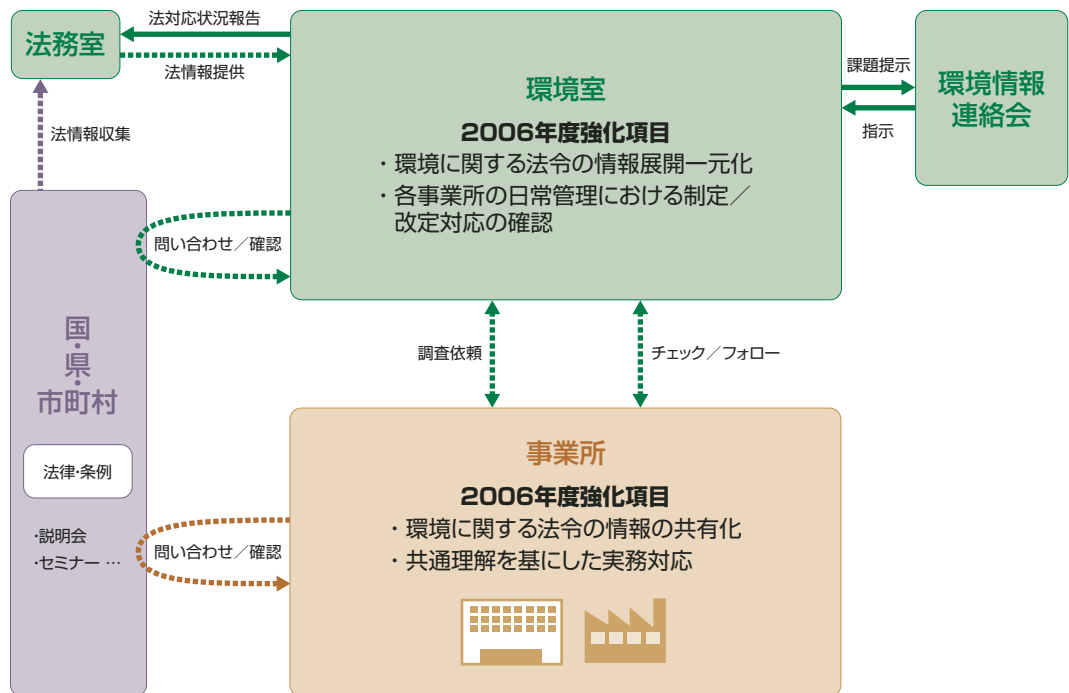 法務室
法対応状況報告
法情報提供
法情報収集
環境室
2006年度強化項目
・環境に関する法令の情報展開一元化
・各事業所の日常管理における制定／
改定対応の確認
課題提示
指示
環境情報
連絡会
問い合わせ／確認
国・
県・
市町村
法律・条例
・説明会
・セミナー …
調査依頼
チェック／フォロー
事業所
2006年度強化項目
・環境に関する法令の情報の共有化
・共通理解を基にした実務対応
問い合わせ／確認